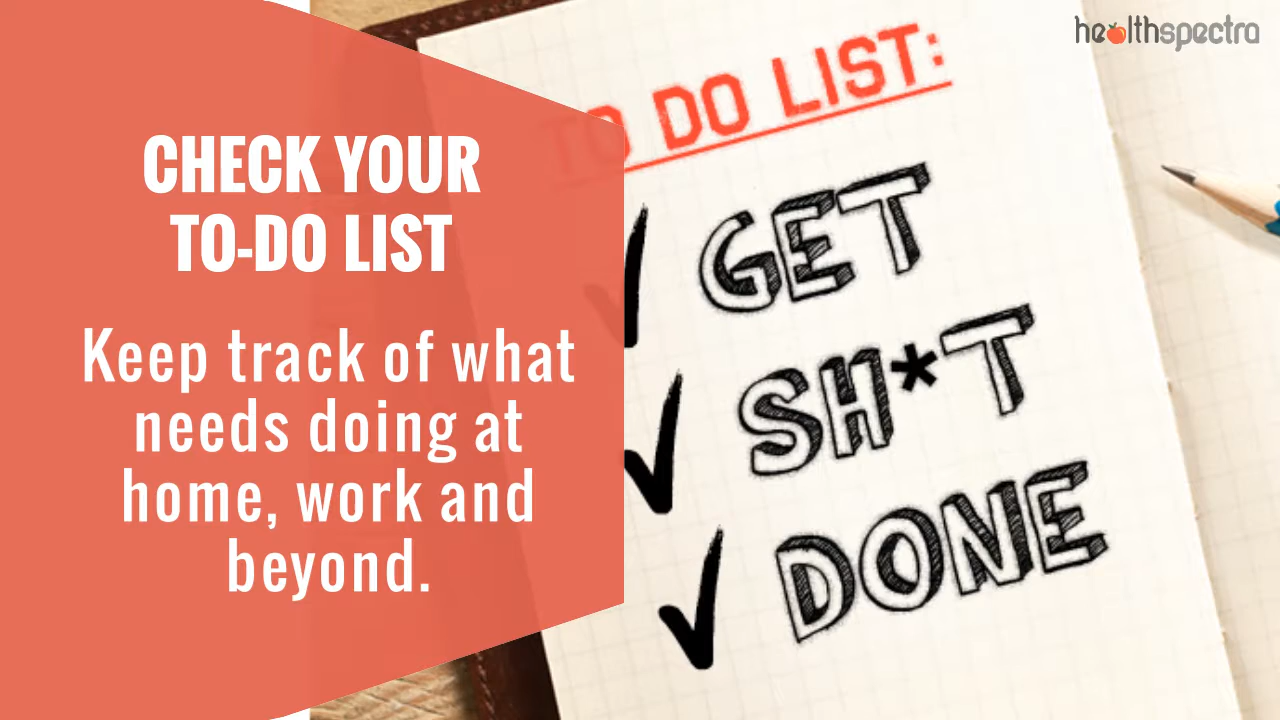 CHECK YOUR
TO-DO LIST
Keep track of what
needs doing at
home, work and
beyond.
healthspectra
TO DO LIST:
GET
SH*T
DONE